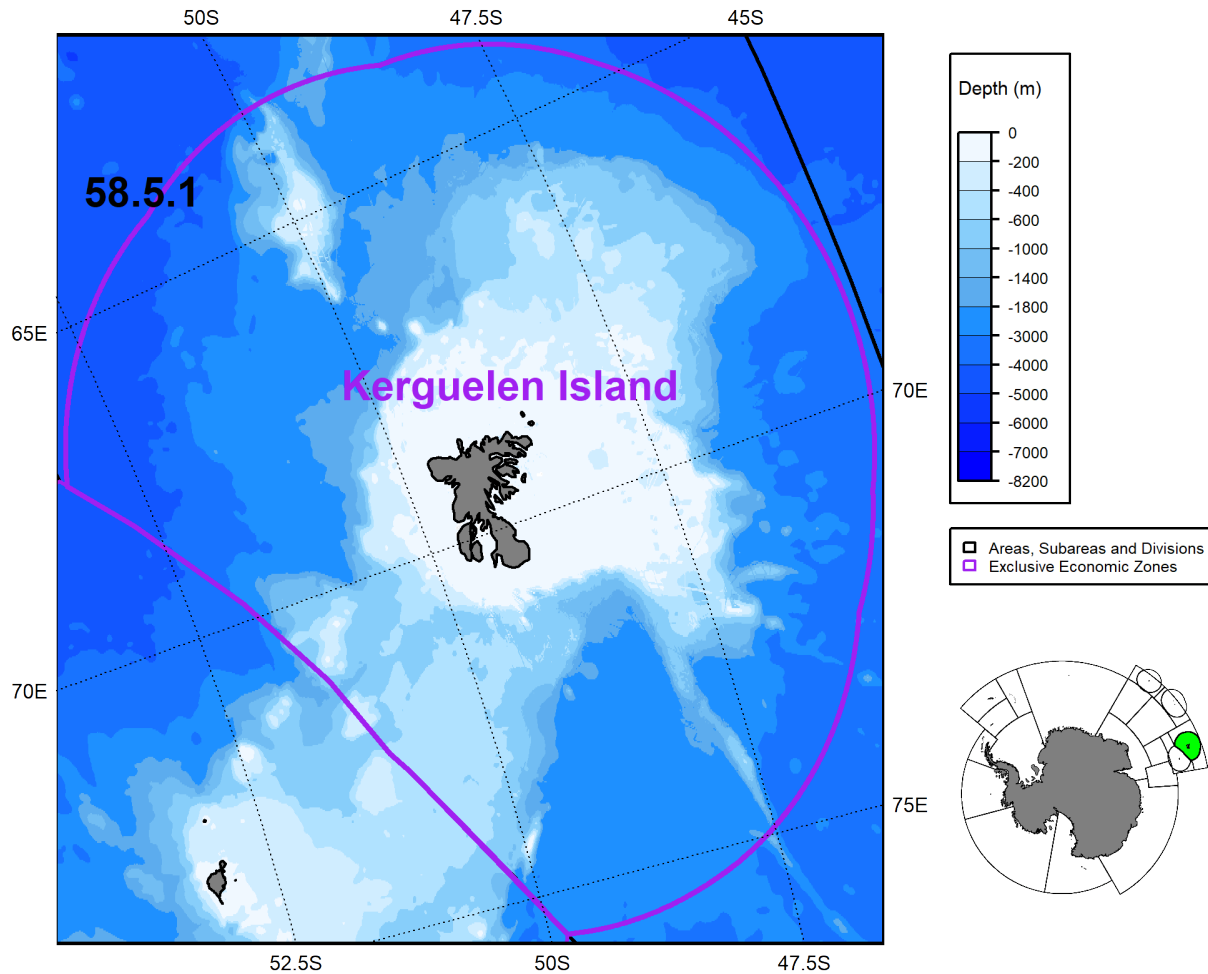 50S
47.5S
45S
58.5.1
65E
Kerguelen Island
70E
70E
75E
52.5S
50S
47.5S
Depth (m)
0
-200
-400
-600
-1000
-1400
-1800
-3000
-4000
-5000
-6000
-7000
-8200
Areas, Subareas and Divisions
Exclusive Economic Zones